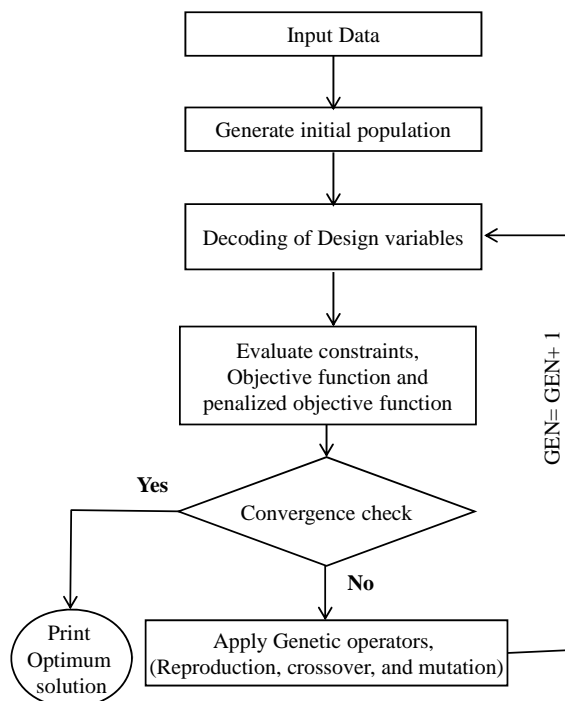 Input Data
Generate initial population
Decoding of Design variables
Evaluate constraints,
Objective function and
penalized objective function
GEN= GEN+ 1
Yes
Convergence check
No
Print
Optimum
solution
Apply Genetic operators,
(Reproduction, crossover, and mutation)